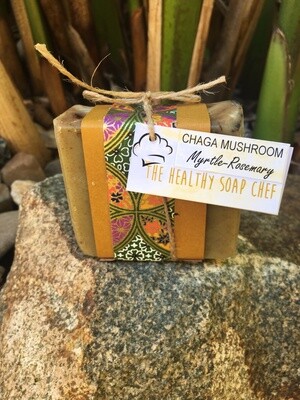 CHAGA MUSHROOM
Myrtle-Rosemary
THE HEALTHY SOAP CHEF